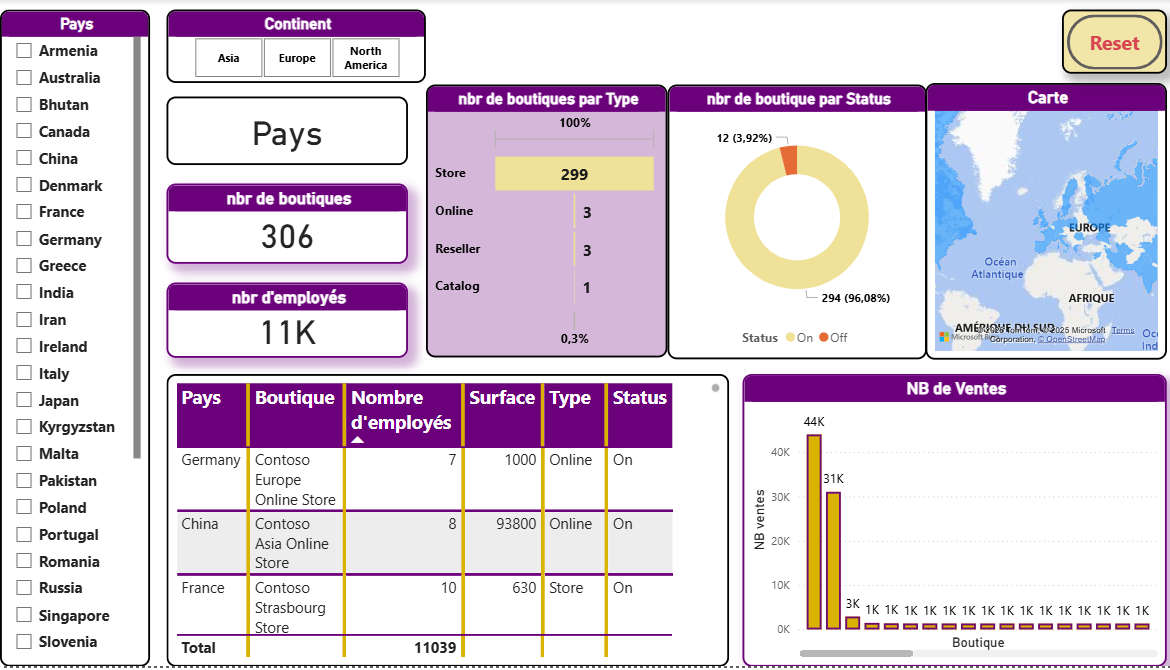 Pays
Armenia
Australia
Bhutan
Canada
China
Denmark
France
Germany
Greece
India
Iran
Ireland
Italy
Japan
Kyrgyzstan
Malta
Pakistan
Poland
Portugal
Romania
Russia
Singapore
Slovenia
Continent
Asia
Europe
North
America
Reset
Pays
nbr de boutiques
306
nbr d'employés
11K
nbr de boutiques par Type
100%
Store
299
Online
3
Reseller
3
Catalog
1
0,3%
nbr de boutique par Status
12 (3,92%)
294 (96,08%)
Status On Off
Carte
EUROPE
Océan
Atlantique
AFRIQUE
AMÉRIQUE DU SUD
© 2025 TomTom, © 2025 Microsoft
Corporation, © OpenStreetMap
Terms
Microsoft
Oc
Ind
Pays Boutique Nombre d'employés Surface Type Status
Germany Contoso Europe Online Store 7 1000 Online On
China Contoso Asia Online Store 8 93800 Online On
France Contoso Strasbourg Store 10 630 Store On
Total 11039
NB de Ventes
NB ventes
40K
30K
20K
10K
0K
44K
31K
3K 1K 1K 1K 1K 1K 1K 1K 1K 1K 1K 1K 1K 1K 1K 1K
Boutique